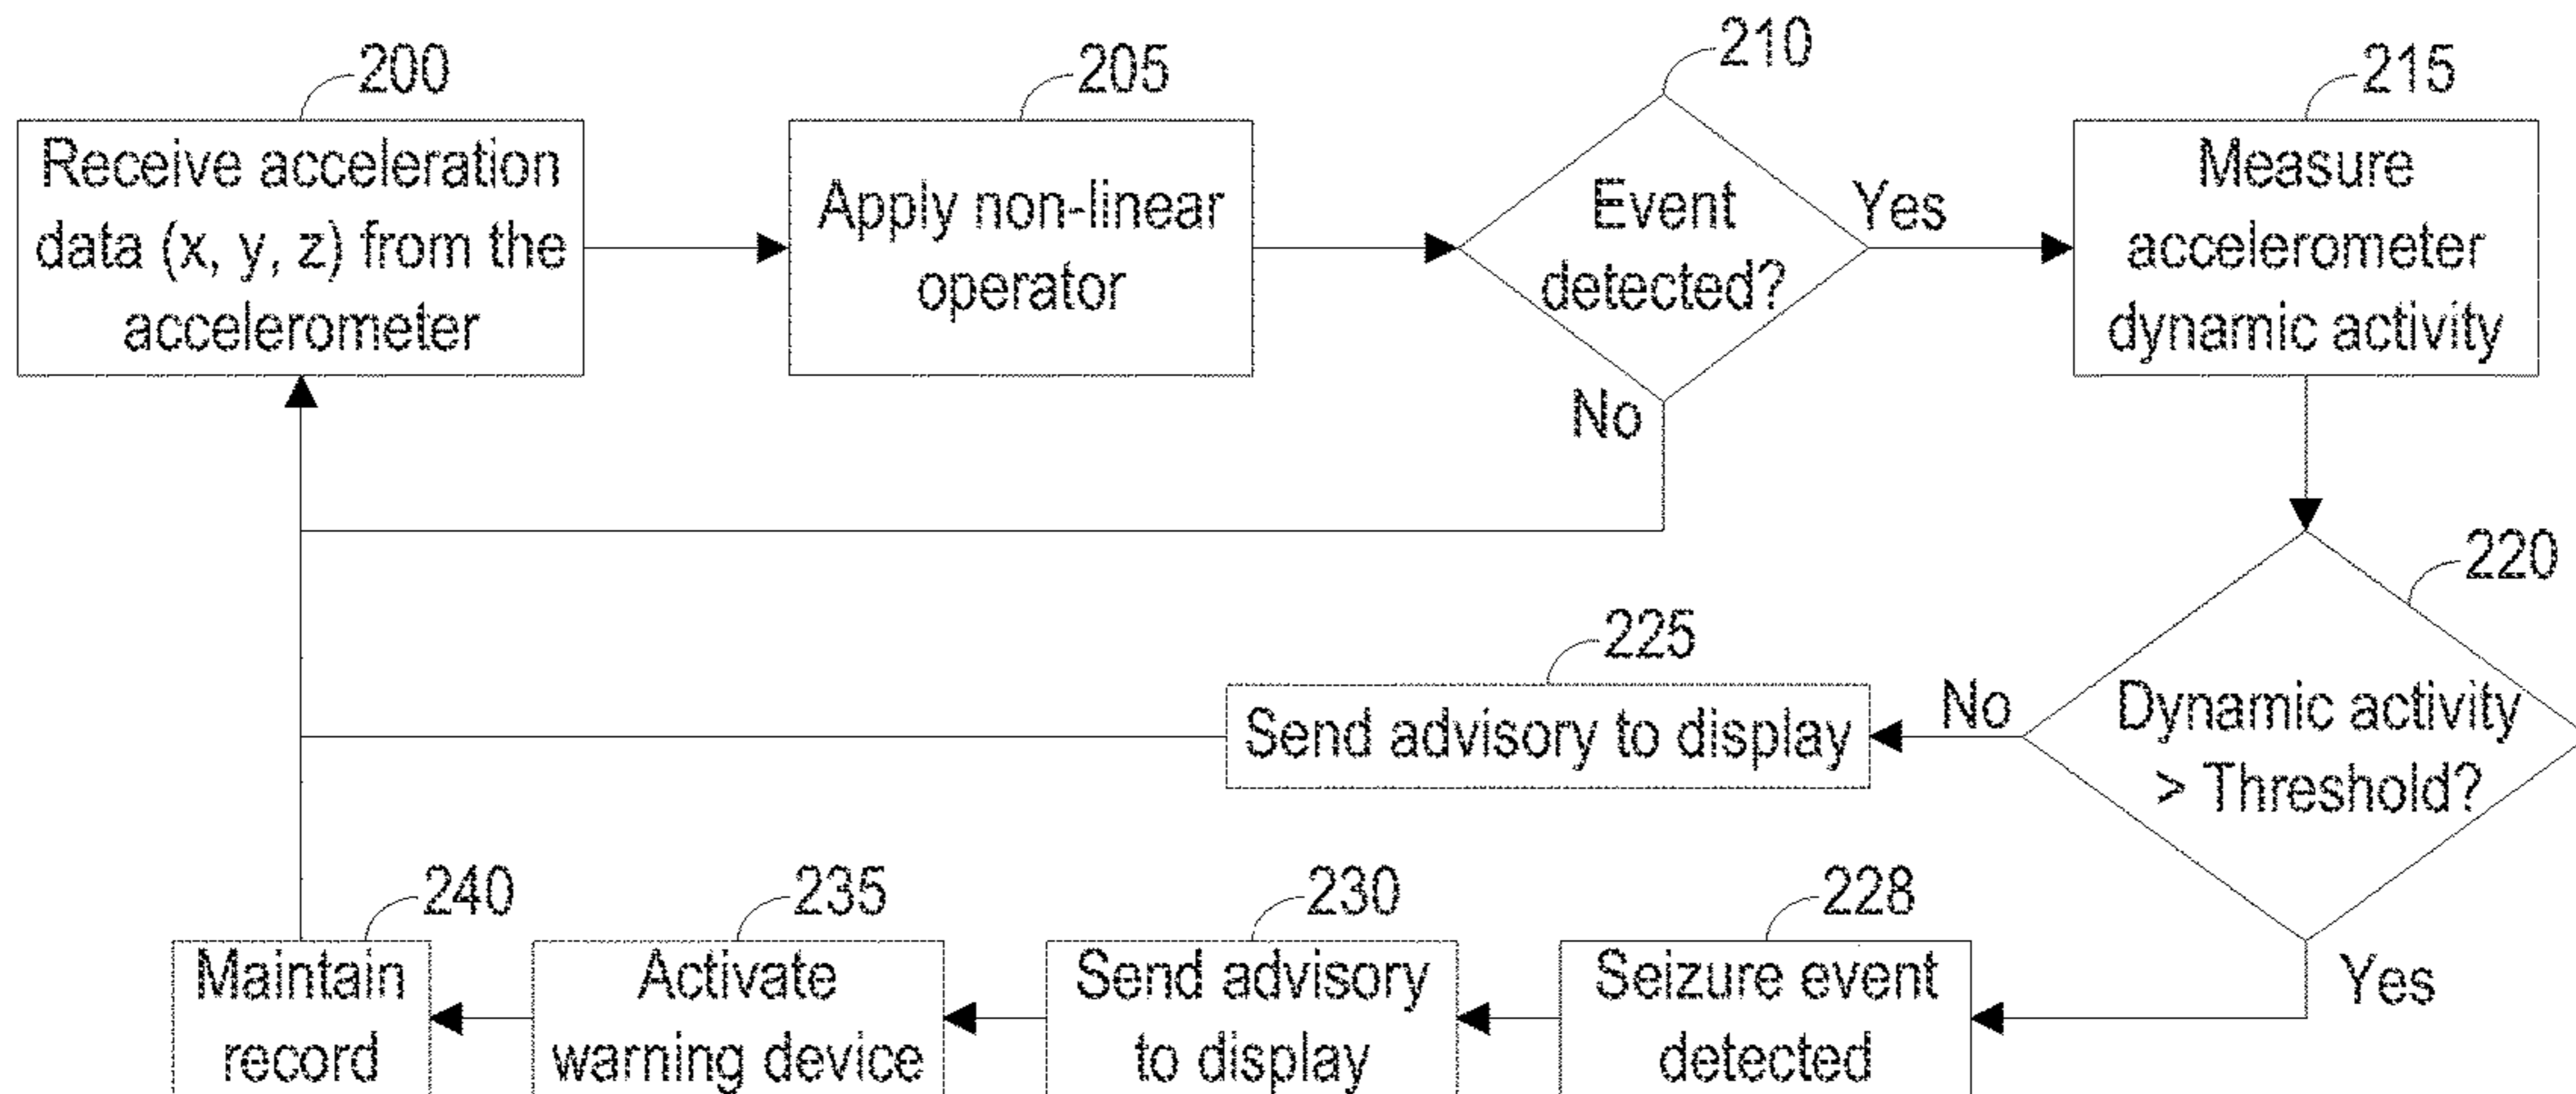 200
Receive acceleration
data (x, y, z) from the
accelerometer
205
Apply non-linear
operator
210
Event
detected?
Yes
No
215
Measure
accelerometer
dynamic activity
220
Dynamic activity
> Threshold?
No
Yes
225
Send advisory to display
228
Seizure event
detected
230
Send advisory
to display
235
Activate
warning device
240
Maintain
record